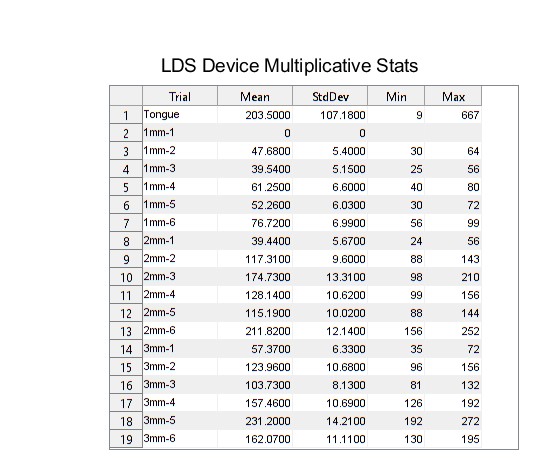 LDS Device Multiplicative Stats
Trial Mean StdDev Min Max
1 Tongue 203.5000 107.1800 9 667
2 1mm-1 0 0
3 1mm-2 47.6800 5.4000 30 64
4 1mm-3 39.5400 5.1500 25 56
5 1mm-4 61.2500 6.6000 40 80
6 1mm-5 52.2600 6.0300 30 72
7 1mm-6 76.7200 6.9900 56 99
8 2mm-1 39.4400 5.6700 24 56
9 2mm-2 117.3100 9.6000 88 143
10 2mm-3 174.7300 13.3100 98 210
11 2mm-4 128.1400 10.6200 99 156
12 2mm-5 115.1900 10.0200 88 144
13 2mm-6 211.8200 12.1400 156 252
14 3mm-1 57.3700 6.3300 35 72
15 3mm-2 123.9600 10.6800 96 156
16 3mm-3 103.7300 8.1300 81 132
17 3mm-4 157.4600 10.6900 126 192
18 3mm-5 231.2000 14.2100 192 272
19 3mm-6 162.0700 11.1100 130 195